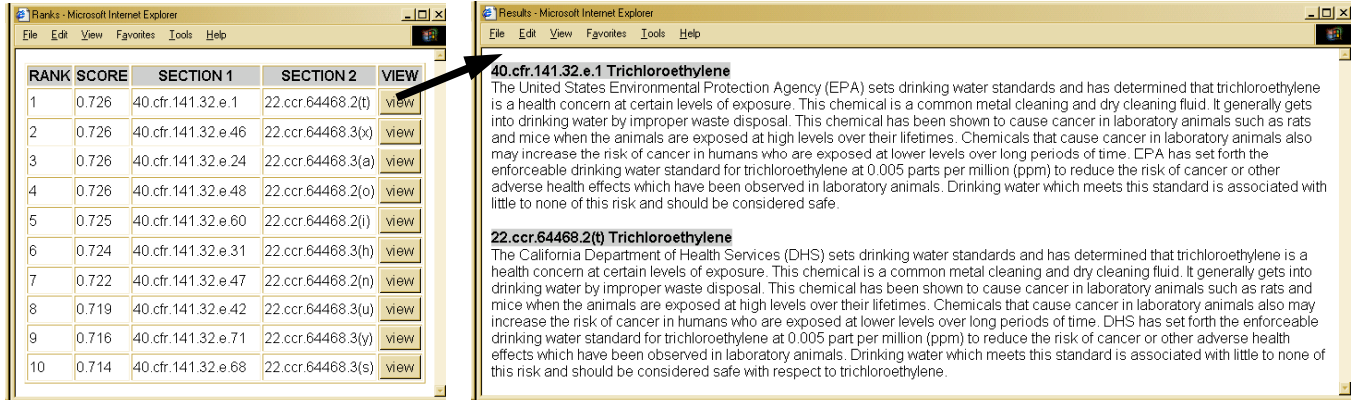 Ranks - Microsoft Internet Explorer
File Edit View Favorites Tools Help
RANK SCORE SECTION 1 SECTION 2 VIEW
1 0.726 40.cfr.141.32.e.1 22.ccr.64468.2(t) view
2 0.726 40.cfr.141.32.e.46 22.ccr.64468.3(x) view
3 0.726 40.cfr.141.32.e.24 22.ccr.64468.3(a) view
4 0.726 40.cfr.141.32.e.48 22.ccr.64468.2(o) view
5 0.725 40.cfr.141.32.e.60 22.ccr.64468.2(i) view
6 0.724 40.cfr.141.32.e.31 22.ccr.64468.3(h) view
7 0.722 40.cfr.141.32.e.47 22.ccr.64468.2(n) view
8 0.719 40.cfr.141.32.e.42 22.ccr.64468.3(u) view
9 0.716 40.cfr.141.32.e.71 22.ccr.64468.3(y) view
10 0.714 40.cfr.141.32.e.68 22.ccr.64468.3(s) view
Results - Microsoft Internet Explorer
File Edit View Favorites Tools Help
40.cfr.141.32.e.1 Trichloroethylene
The United States Environmental Protection Agency (EPA) sets drinking water standards and has determined that trichloroethylene
is a health concern at certain levels of exposure. This chemical is a common metal cleaning and dry cleaning fluid. It generally gets
into drinking water by improper waste disposal. This chemical has been shown to cause cancer in laboratory animals such as rats
and mice when the animals are exposed at high levels over their lifetimes. Chemicals that cause cancer in laboratory animals also
may increase the risk of cancer in humans who are exposed at lower levels over long periods of time. EPA has set forth the
enforceable drinking water standard for trichloroethylene at 0.005 parts per million (ppm) to reduce the risk of cancer or other
adverse health effects which have been observed in laboratory animals. Drinking water which meets this standard is associated with
little to none of this risk and should be considered safe.
22.ccr.64468.2(t) Trichloroethylene
The California Department of Health Services (DHS) sets drinking water standards and has determined that trichloroethylene is a
health concern at certain levels of exposure. This chemical is a common metal cleaning and dry cleaning fluid. It generally gets into
drinking water by improper waste disposal. This chemical has been shown to cause cancer in laboratory animals such as rats and
mice when the animals are exposed at high levels over their lifetimes. Chemicals that cause cancer in laboratory animals also may
increase the risk of cancer in humans who are exposed at lower levels over long periods of time. DHS has set forth the enforceable
drinking water standard for trichloroethylene at 0.005 part per million (ppm) to reduce the risk of cancer or other adverse health
effects which have been observed in laboratory animals. Drinking water which meets this standard is associated with little to none of
this risk and should be considered safe with respect to trichloroethylene.